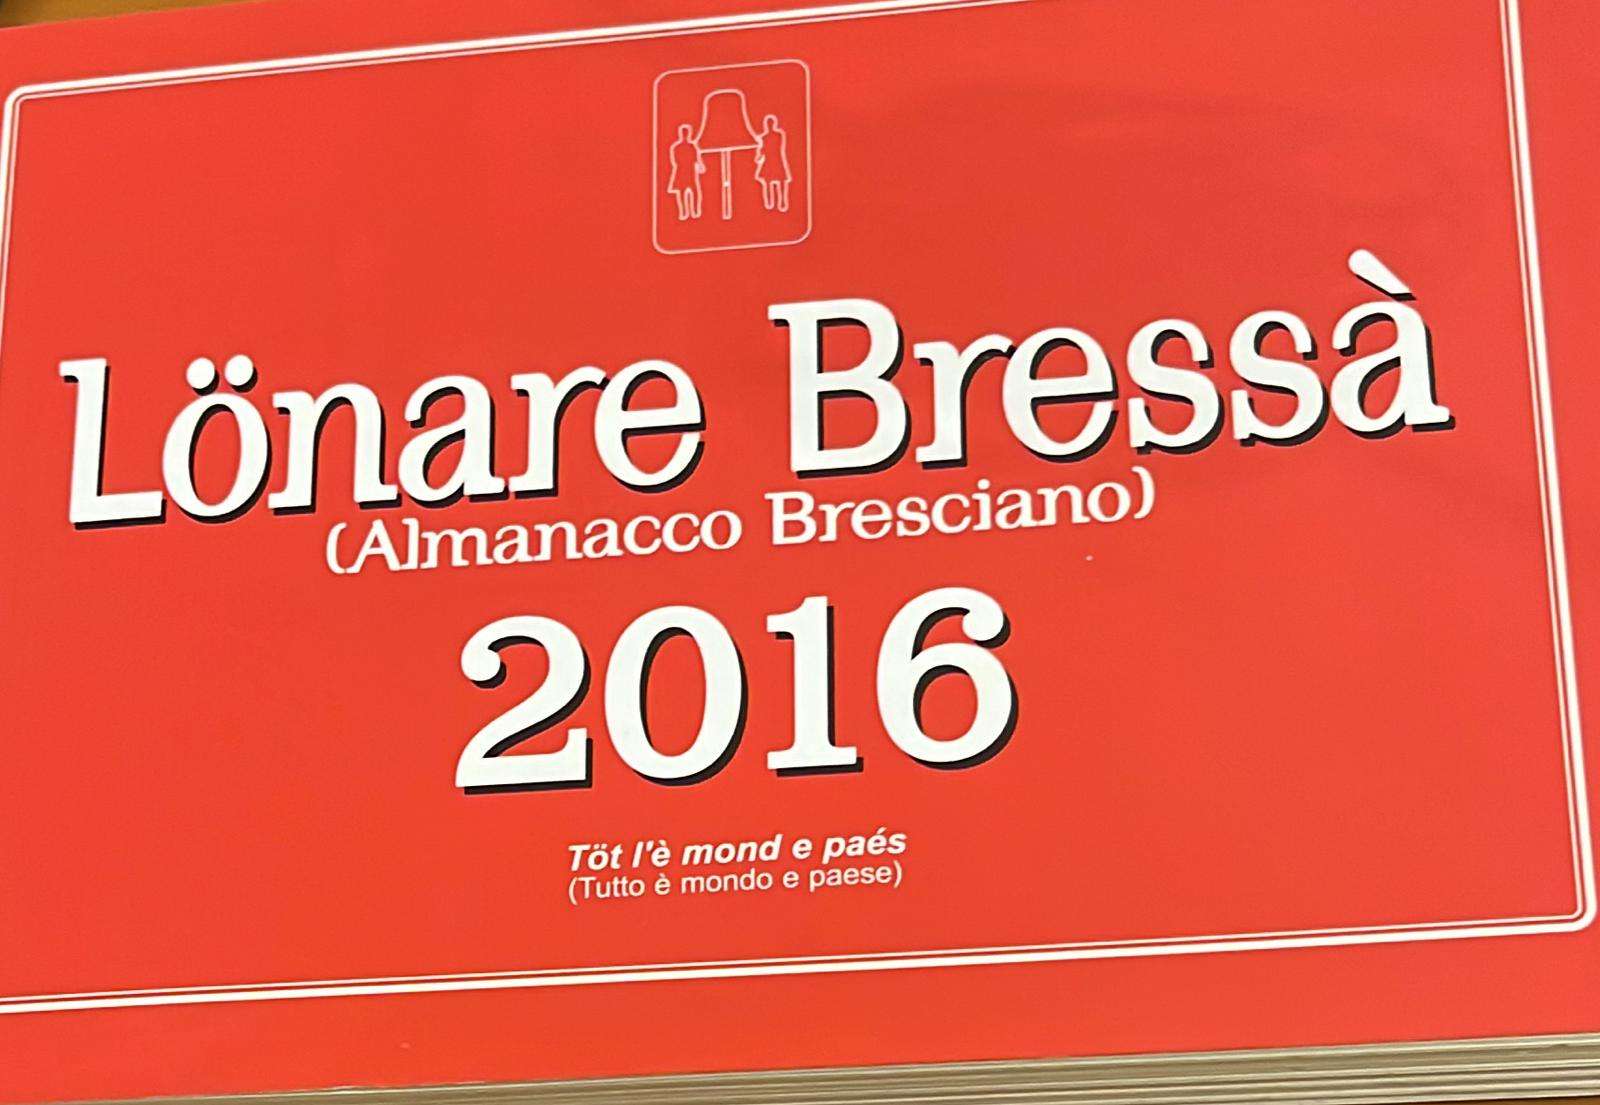 Lönare Bressà
(Almanacco Bresciano)
2016
Töt l'è mond e paés
(Tutto è mondo e paese)